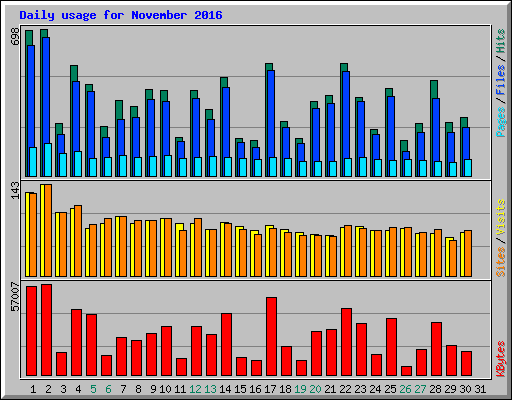 Daily usage for November 2016
698
Pages / Files / Hits
143
Sites / Visits
57007
KBytes
1 2 3 4 5 6 7 8 9 10 11 12 13 14 15 16 17 18 19 20 21 22 23 24 25 26 27 28 29 30 31